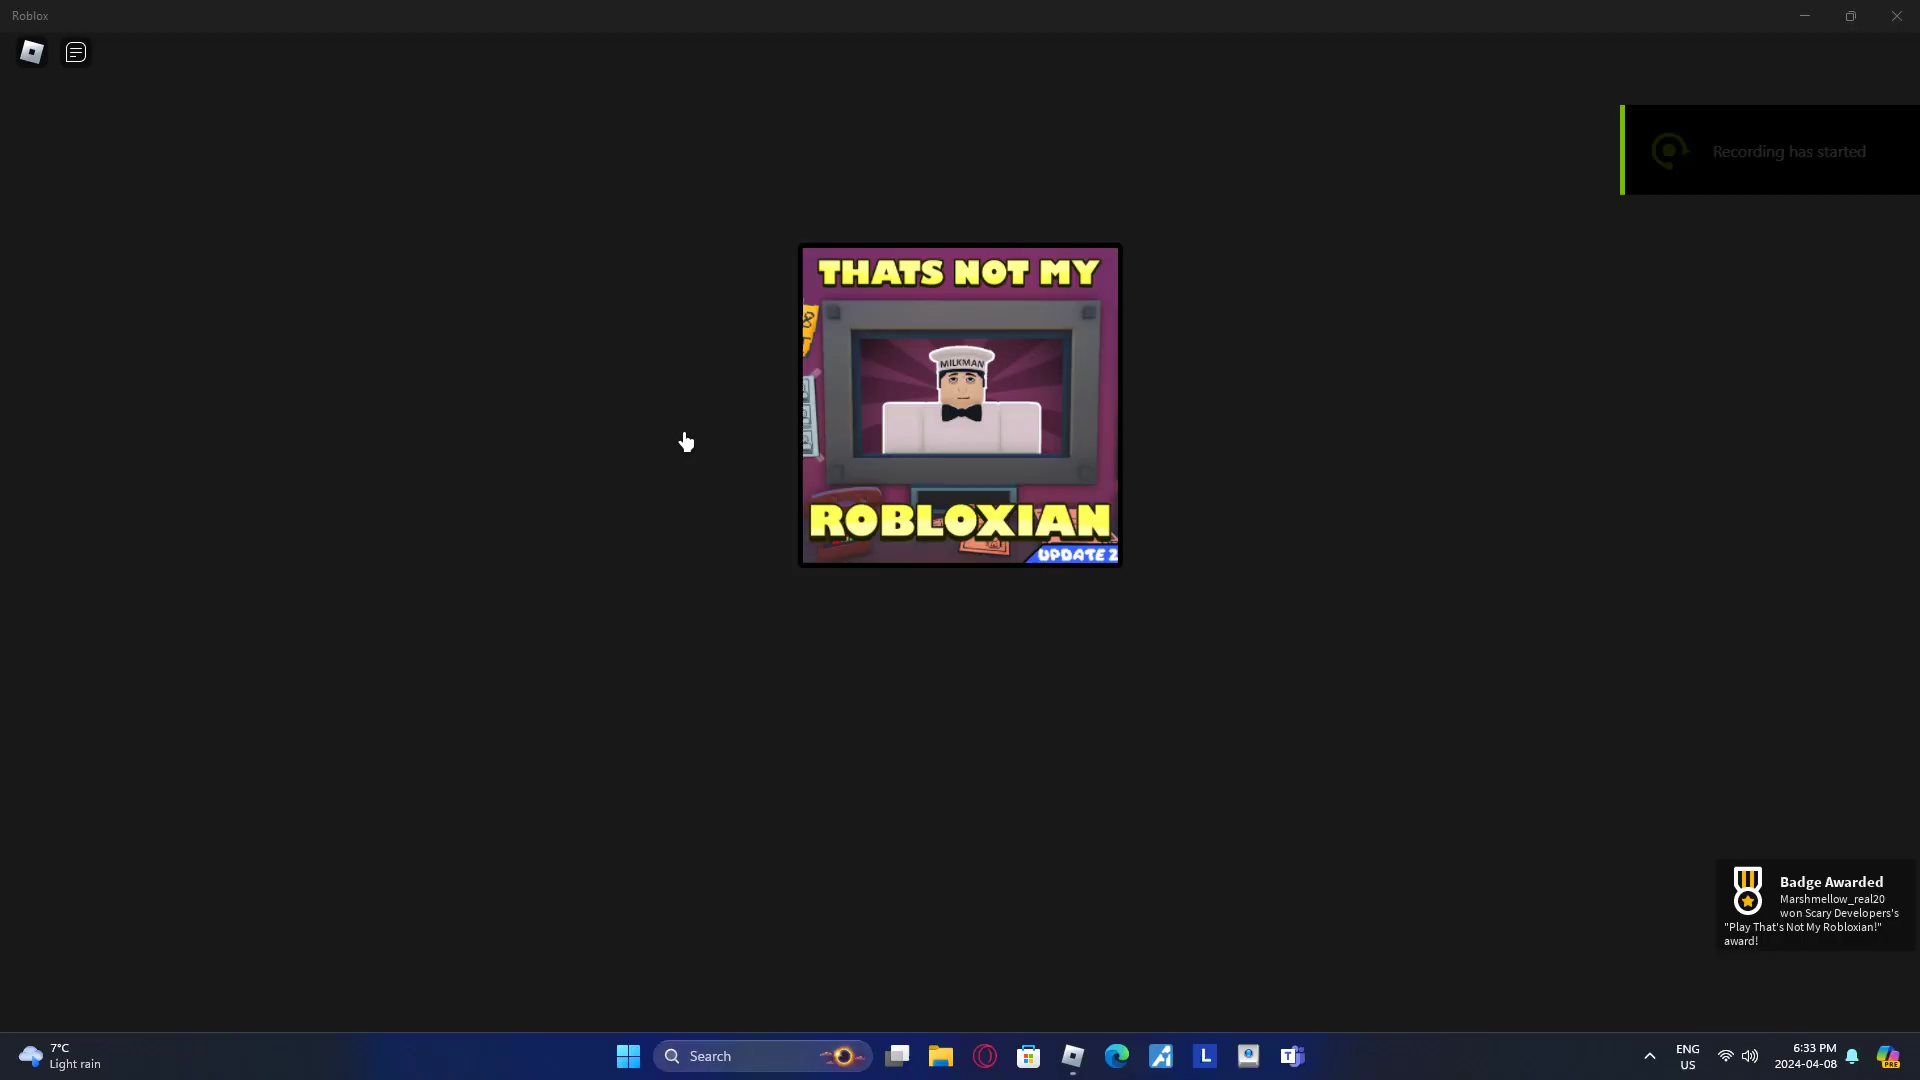 Roblox
Recording has started
THATS NOT MY
MILKMAN
ROBLOXIAN
UPDATE 2
Badge Awarded
Marshmellow_real20
won Scary Developers's
"Play That's Not My Robloxian!"
award!
7°C
Light rain
Search
L
T
ENG
US
6:33 PM
2024-04-08
PRE